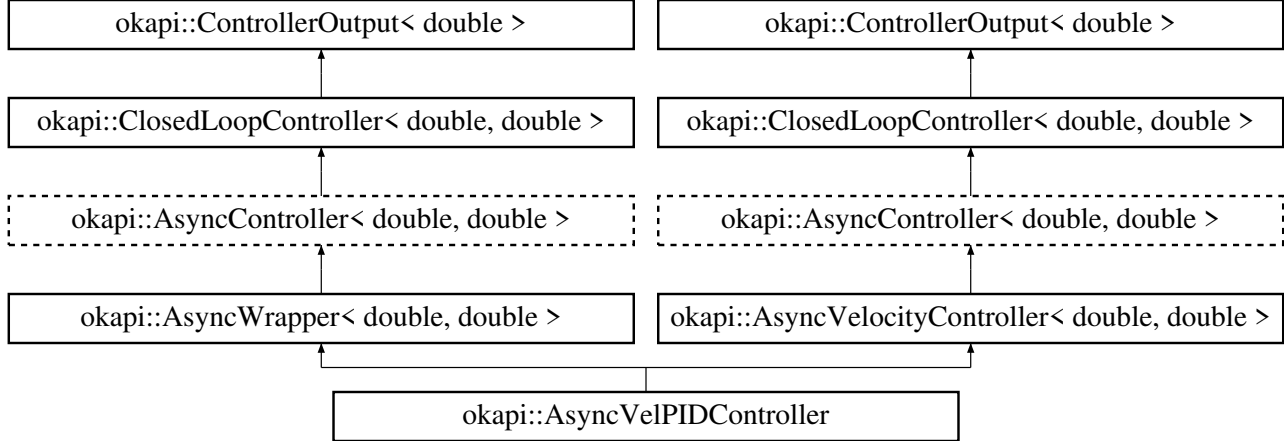 okapi::ControllerOutput< double >
okapi::ControllerOutput< double >
okapi::ClosedLoopController< double, double >
okapi::ClosedLoopController< double, double >
okapi::AsyncController< double, double >
okapi::AsyncController< double, double >
okapi::AsyncWrapper< double, double >
okapi::AsyncVelocityController< double, double >
okapi::AsyncVelPIDController